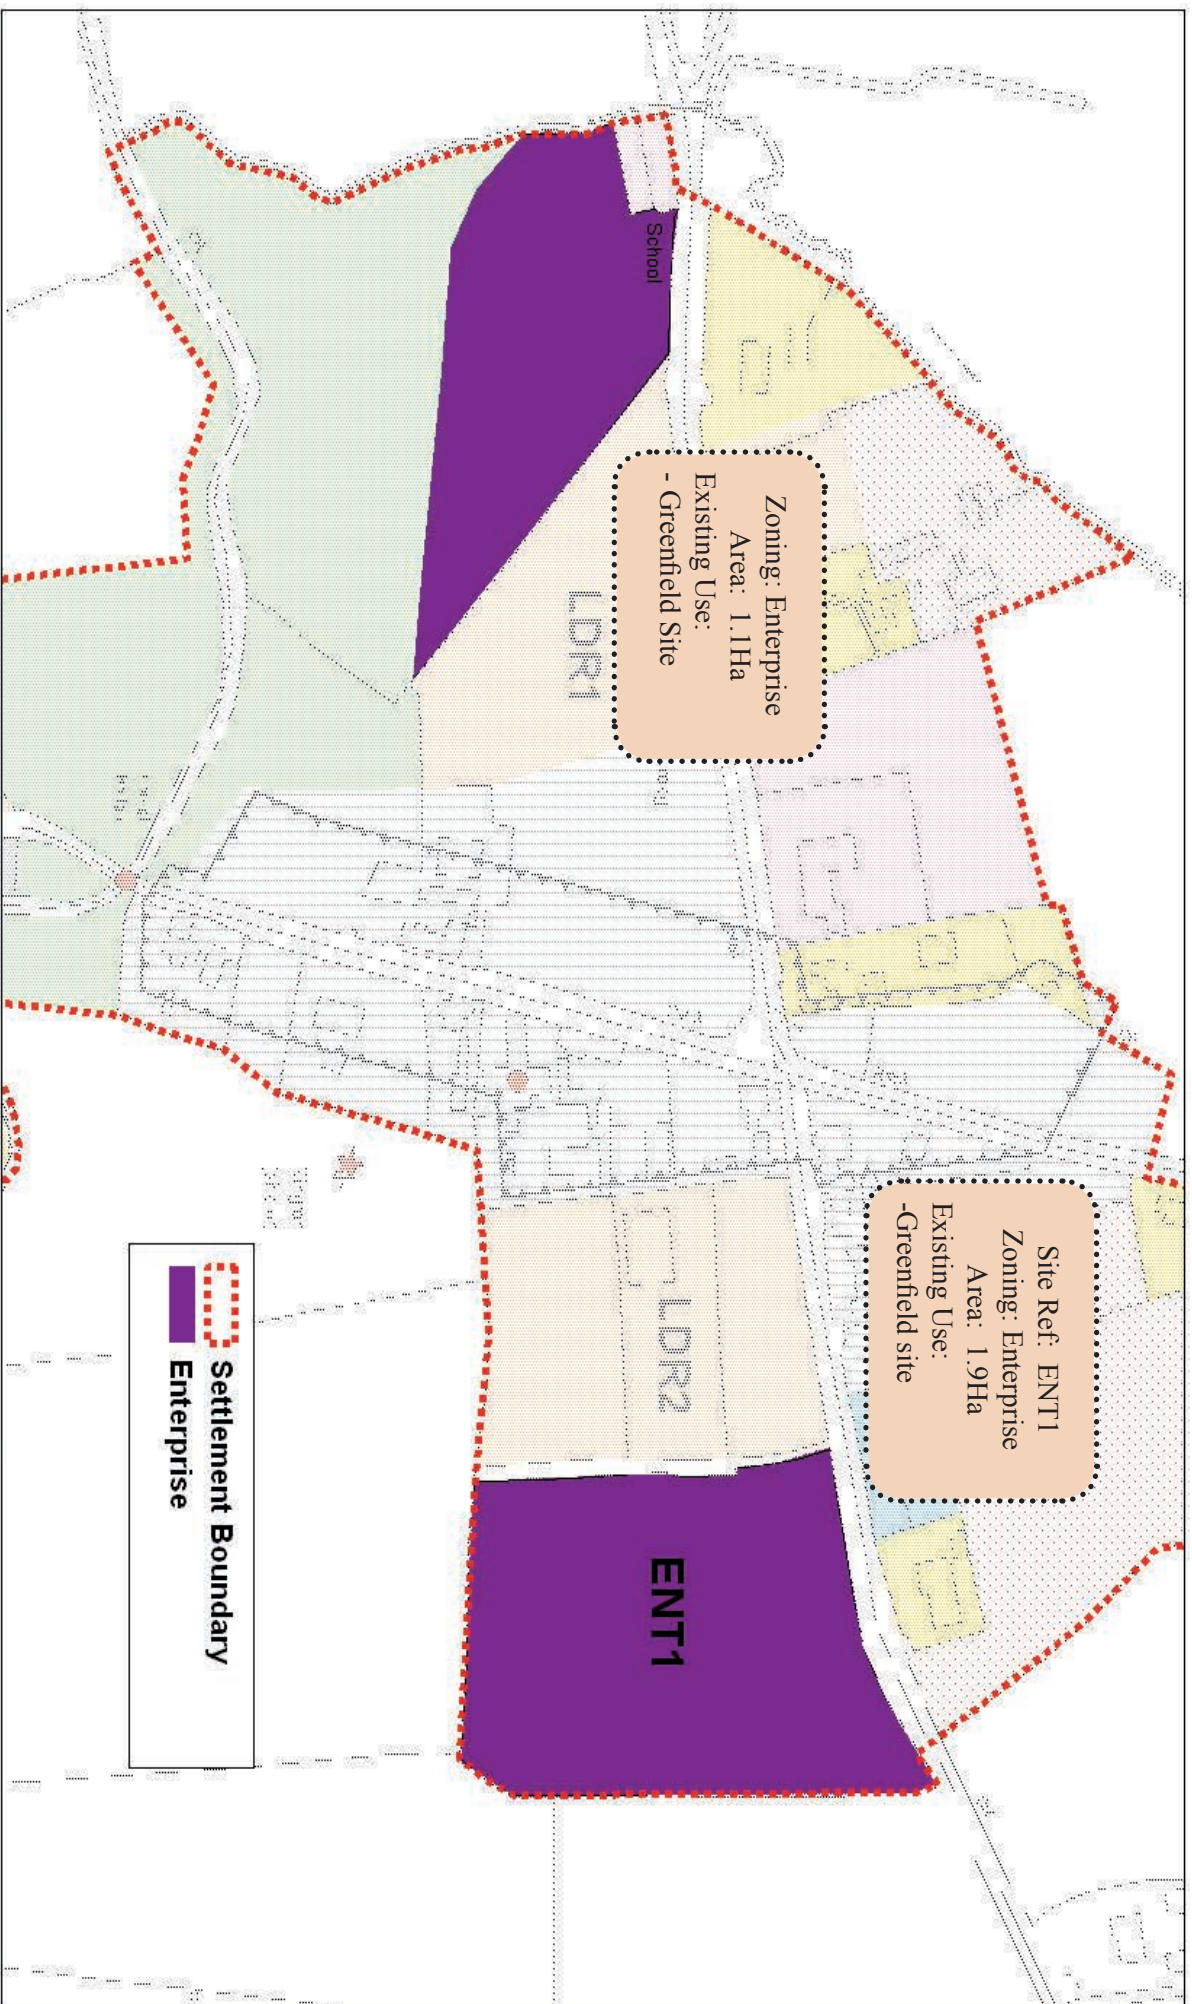 School
Zoning: Enterprise
Area: 1.1Ha
Existing Use:
- Greenfield Site
LDR1
Site Ref: ENT1
Zoning: Enterprise
Area: 1.9Ha
Existing Use:
-Greenfield site
LDR2
ENT1
Settlement Boundary
Enterprise